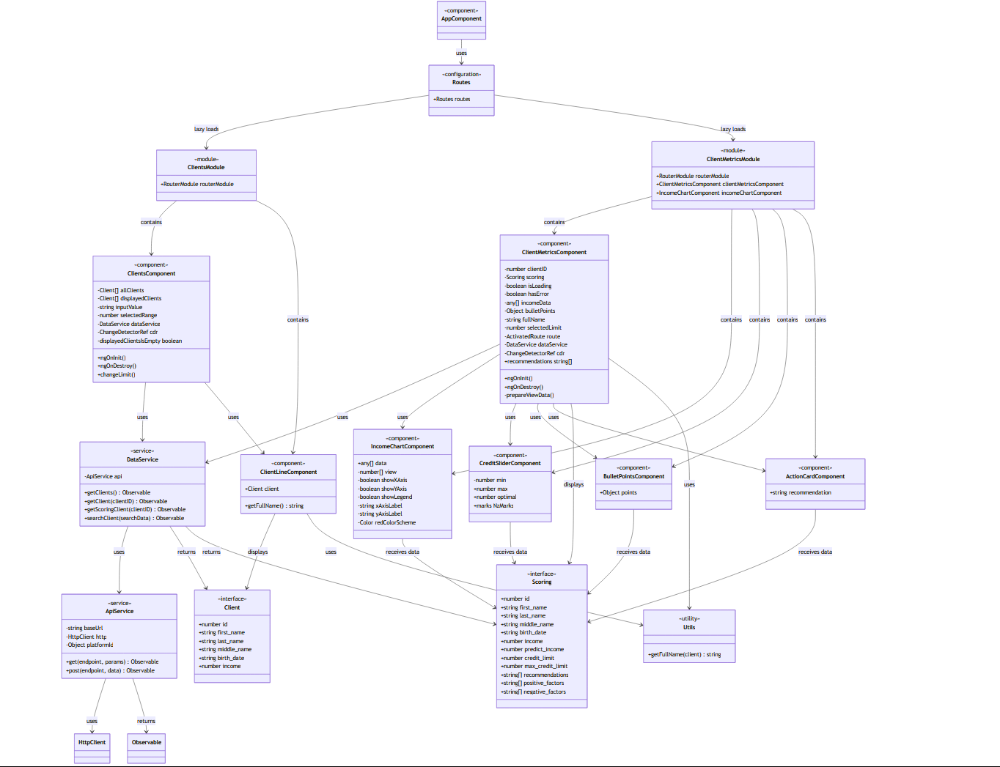 «component»
AppComponent
uses
«configuration»
Routes
+Routes routes
lazy loads
lazy loads
«module»
ClientsModule
+RouterModule routerModule
«module»
ClientMetricsModule
+RouterModule routerModule
+ClientMetricsComponent clientMetricsComponent
+IncomeChartComponent incomeChartComponent
contains
contains
«component»
ClientsComponent
-Client[] allClients
-Client[] displayedClients
-string inputValue
-number selectedRange
-DataService dataService
-ChangeDetectorRef cdr
-displayedClientsIsEmpty boolean
+ngOnInit()
+ngOnDestroy()
+changeLimit()
contains
«component»
ClientMetricsComponent
-number clientID
-Scoring scoring
-boolean isLoading
-boolean hasError
-any[] incomeData
-Object bulletPoints
-string fullName
-number selectedLimit
-ActivatedRoute route
-DataService dataService
-ChangeDetectorRef cdr
+recommendations string[]
+ngOnInit()
+ngOnDestroy()
-prepareViewData()
contains
contains
contains
contains
uses
uses
uses
uses
uses
uses
uses
«service»
DataService
-ApiService api
+getClients() : Observable
+getClient(clientID) : Observable
+getScoringClient(clientID) : Observable
+searchClient(searchData) : Observable
«component»
ClientLineComponent
+Client client
+getFullName() : string
«component»
IncomeChartComponent
+any[] data
-number[] view
-boolean showXAxis
-boolean showYAxis
-boolean showLegend
-string xAxisLabel
-string yAxisLabel
-Color redColorScheme
«component»
CreditSliderComponent
-number min
+number max
+number optimal
+marks NzMarks
displays
«component»
BulletPointsComponent
+Object points
uses
«component»
ActionCardComponent
+string recommendation
uses
returns
returns
displays
uses
receives data
receives data
receives data
receives data
«service»
ApiService
-string baseUrl
-HttpClient http
-Object platformId
+get(endpoint, params) : Observable
+post(endpoint, data) : Observable
«interface»
Client
+number id
+string first_name
+string last_name
+string middle_name
+string birth_date
+number income
«interface»
Scoring
+number id
+string first_name
+string last_name
+string middle_name
+string birth_date
+number income
+number predict_income
+number credit_limit
+number max_credit_limit
+string[] recommendations
+string[] positive_factors
+string[] negative_factors
«utility»
Utils
+getFullName(client) : string
uses
returns
HttpClient
Observable